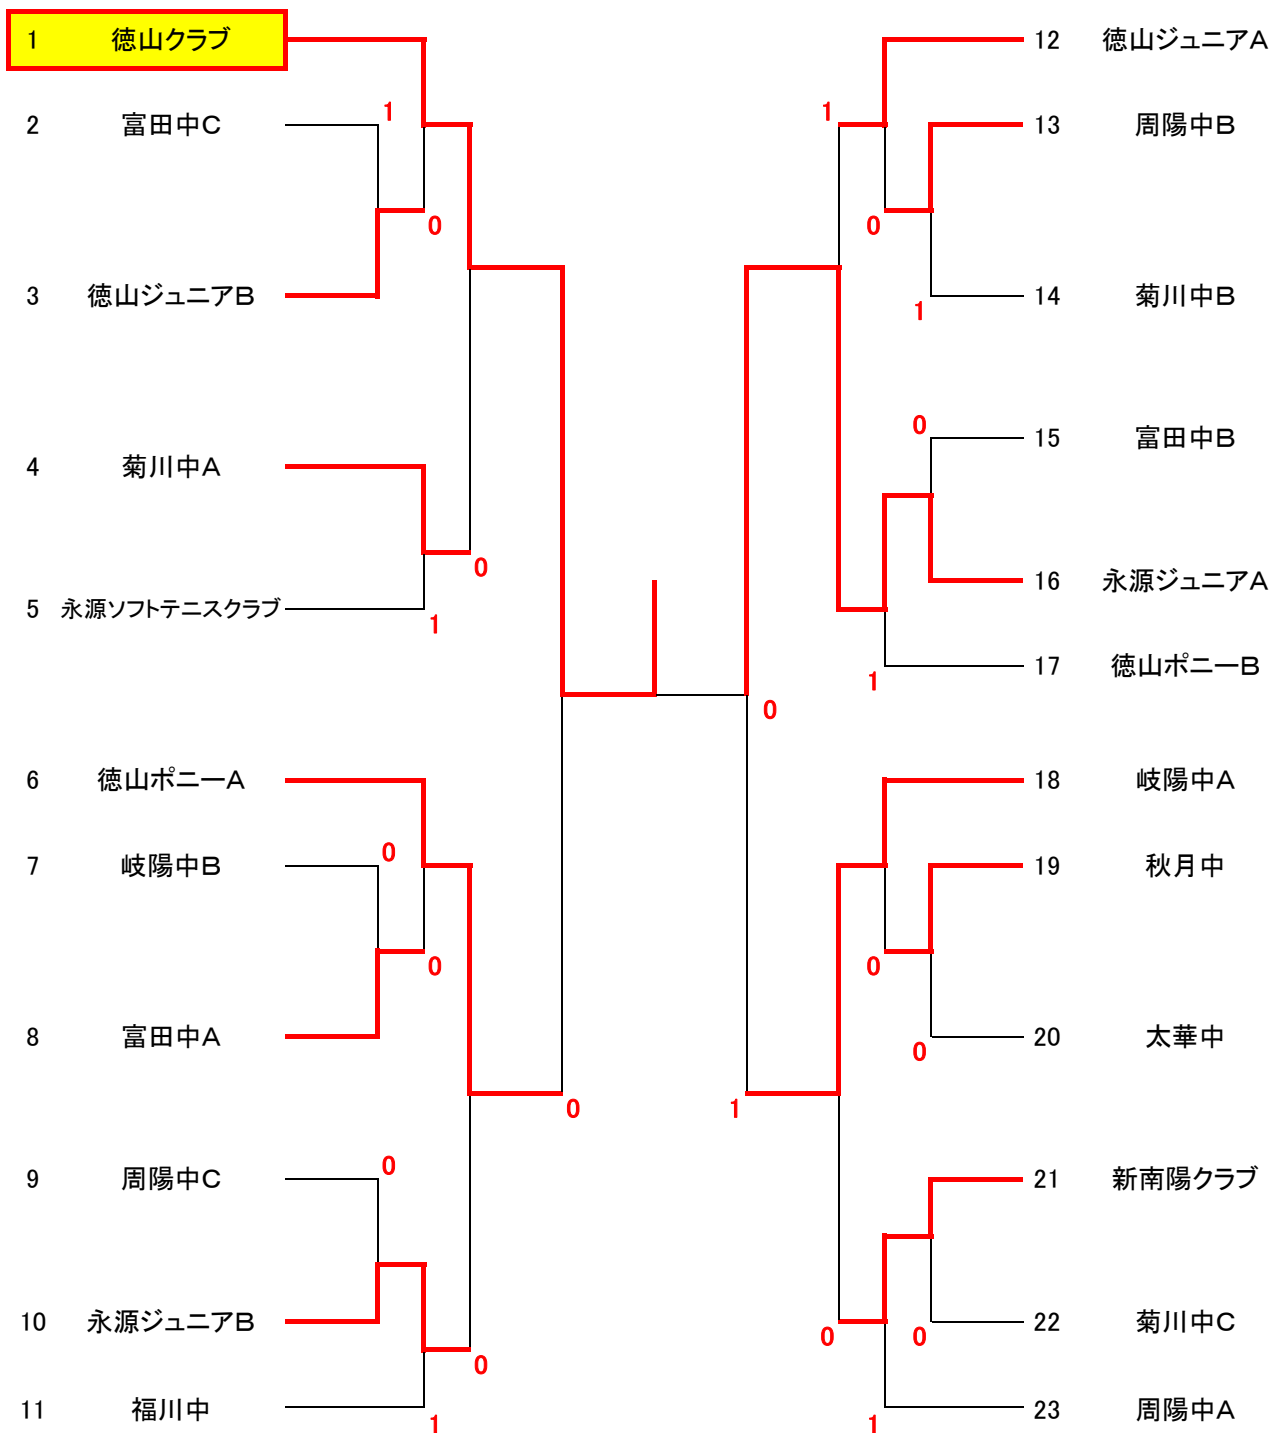 1 徳山クラブ
2 富田中C
1
0
3 徳山ジュニアB
4 菊川中A
0
5 永源ソフトテニスクラブ
1
6 徳山ポニーA
7 岐陽中B
0
0
8 富田中A
0
9 周陽中C
0
10 永源ジュニアB
0
11 福川中
1
12 徳山ジュニアA
1
13 周陽中B
0
14 菊川中B
1
0
15 富田中B
16 永源ジュニアA
17 徳山ポニーB
1
0
18 岐陽中A
19 秋月中
0
20 太華中
0
1
21 新南陽クラブ
22 菊川中C
0
0
23 周陽中A
1